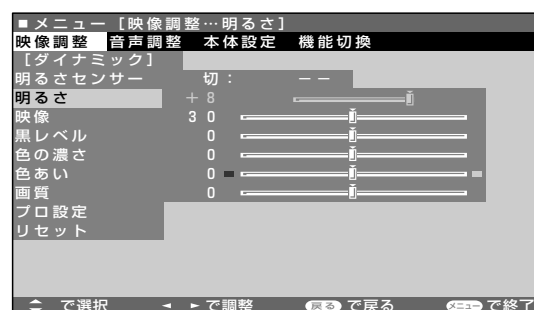 ■メニュー ［映像調整…明るさ］
映像調整 音声調整 本体設定 機能切換
［ダイナミック］
明るさセンサー 切： －－
明るさ ＋8
映像 30
黒レベル 0
色の濃さ 0
色あい 0
画質 0
プロ設定
リセット
で選択 ◄ ► で調整 戻る で戻る メニュー で終了